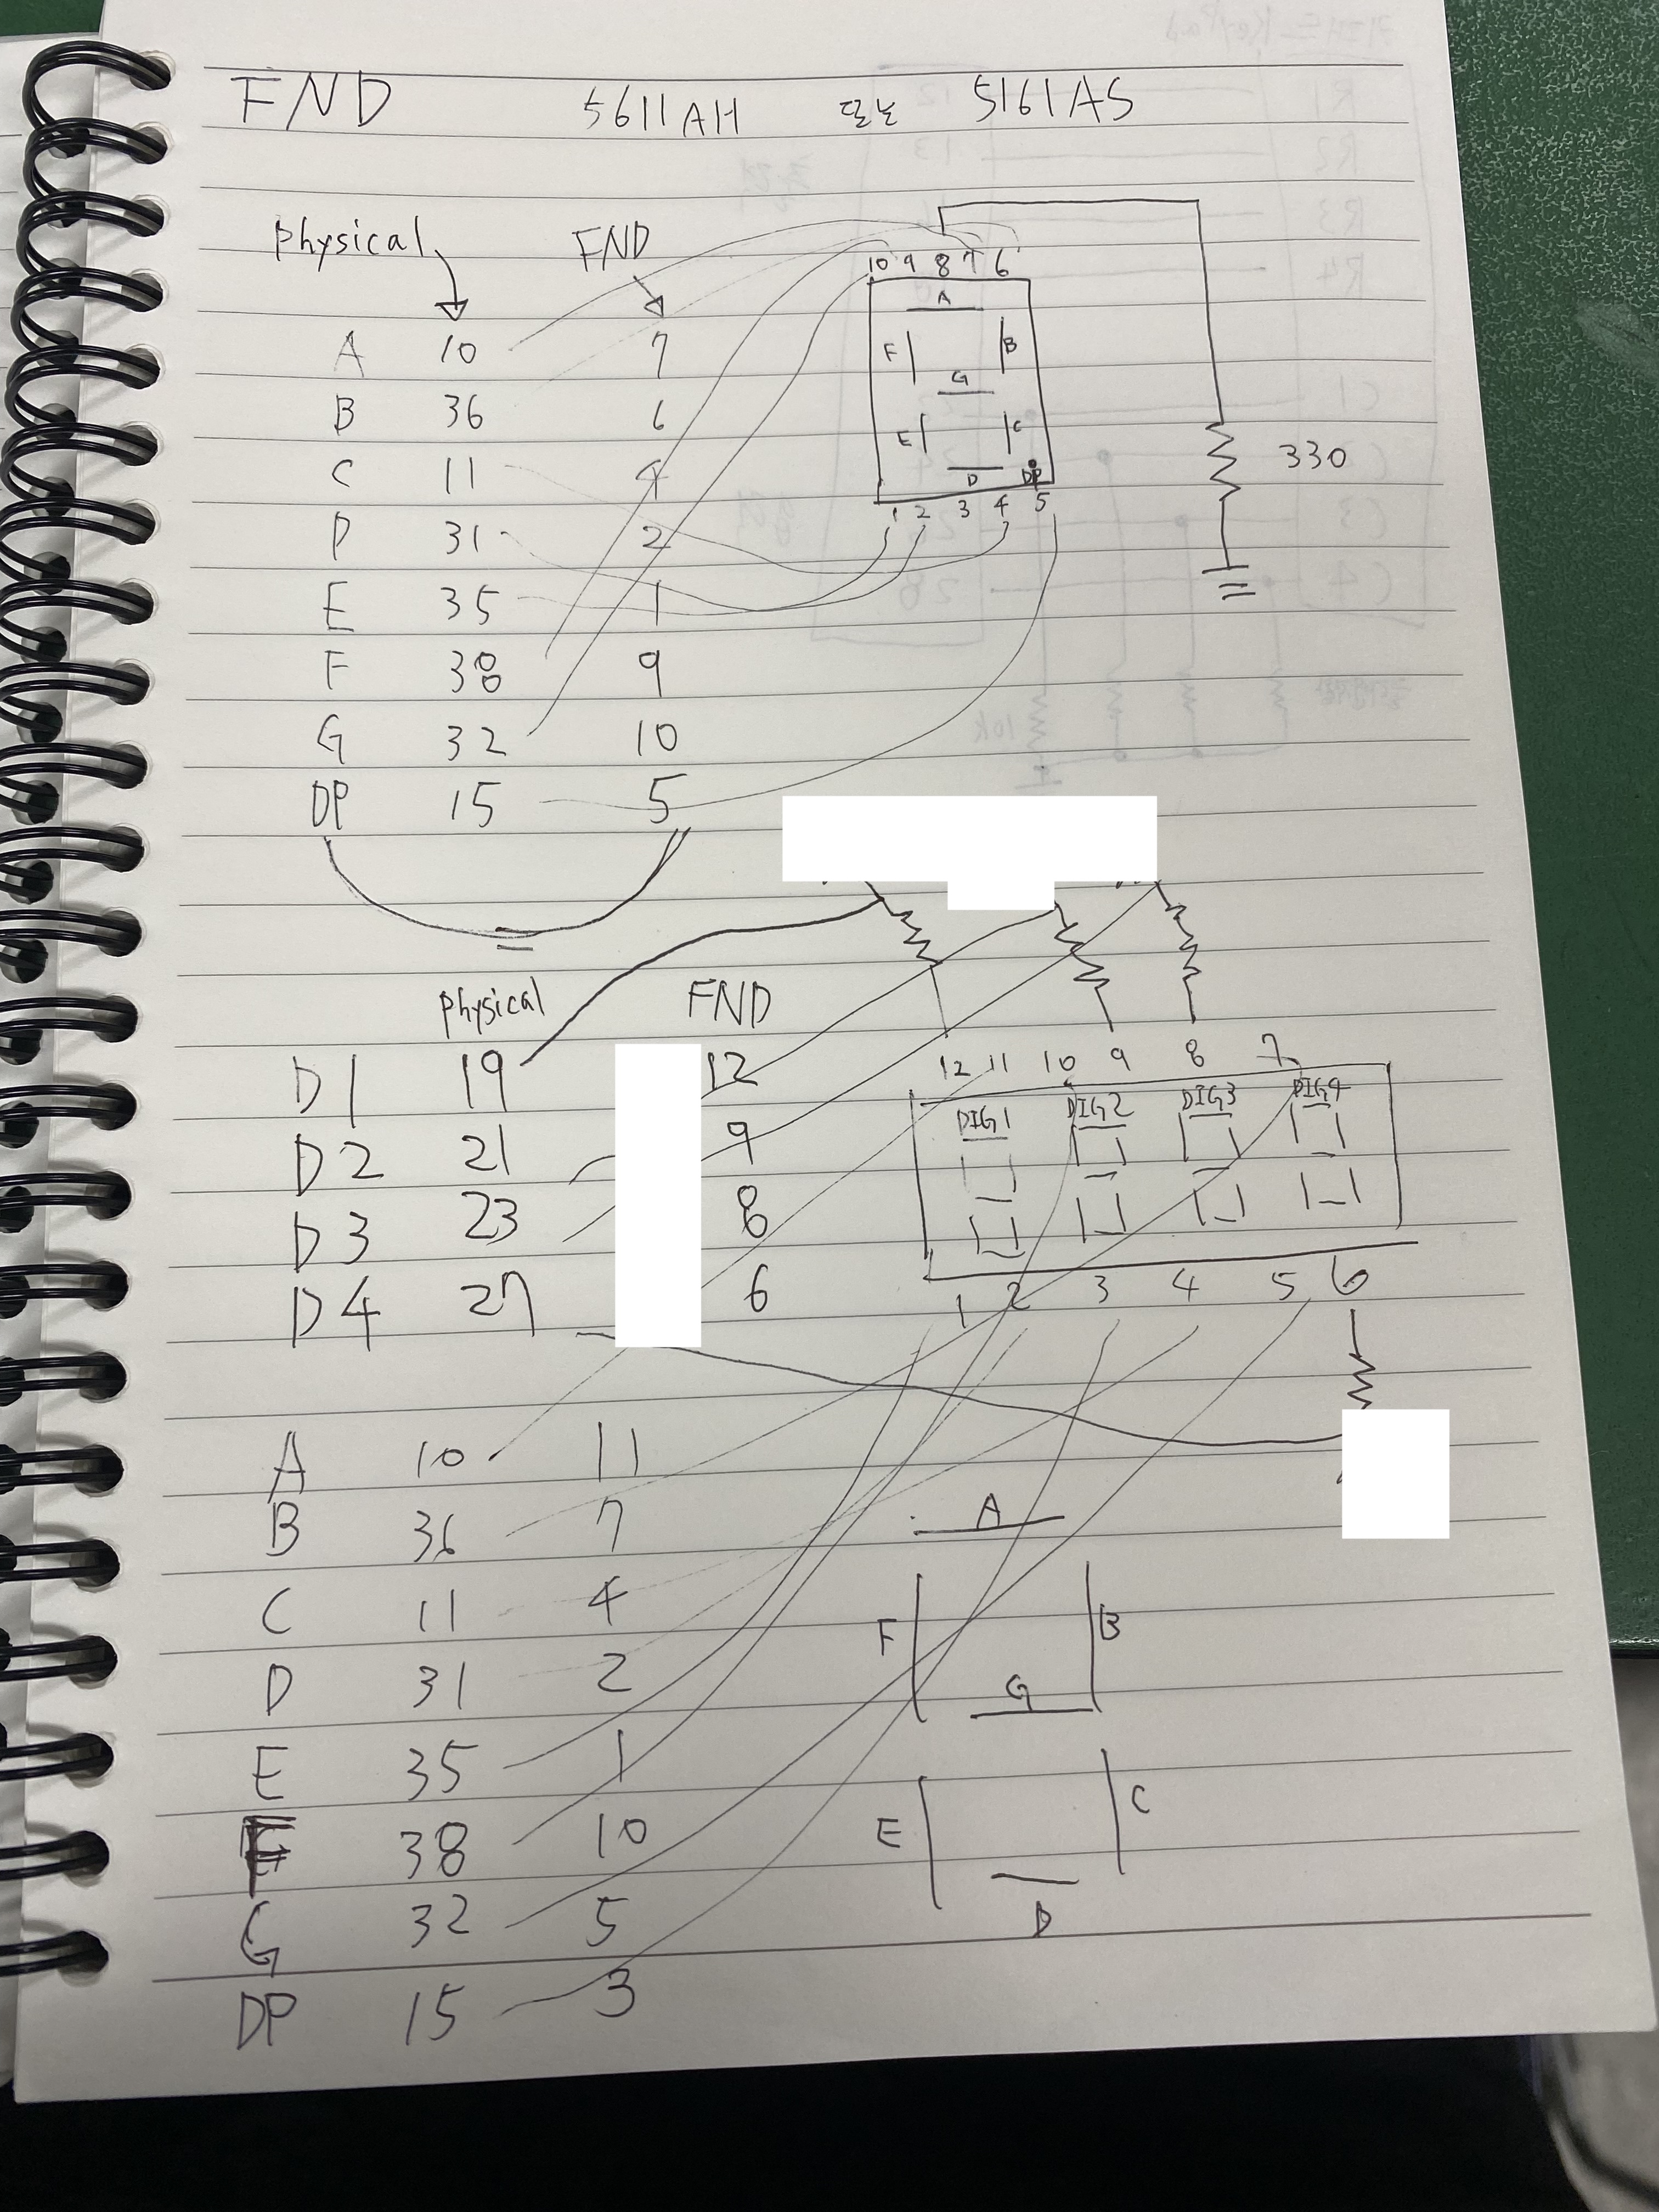 FND 5611AH 또는 5161AS
physical FND
10 9 8 7 6
A 10 7
B 36 6
C 11 4
D 31 2
E 35 1
F 38 9
G 32 10
DP 15 5
A
F B
G
E C
D DP
1 2 3 4 5
330
physical FND
D1 19 12
D2 21 9
D3 23 8
D4 27 6
12 11 10 9 8 7
DIG1 DIG2 DIG3 DIG4
1 2 3 4 5 6
A 10 11
B 36 7
C 11 4
D 31 2
E 35 1
F 38 10
G 32 5
DP 15 3
A
F B
G
E C
D